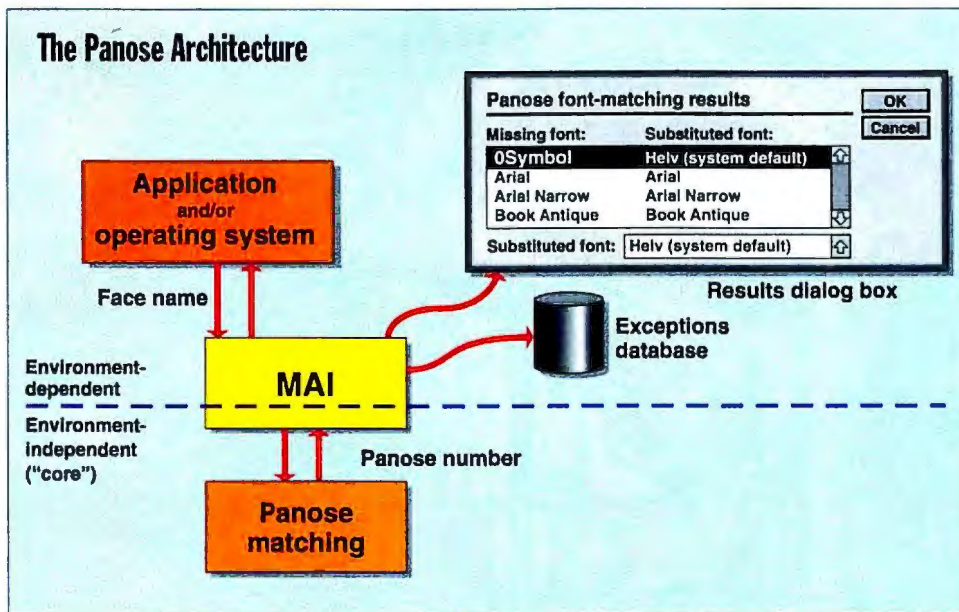 The Panose Architecture
Panose font-matching results
OK
Cancel
Missing font: Substituted font:
0Symbol Helv (system default)
Arial Arial
Arial Narrow Arial Narrow
Book Antique Book Antique
Substituted font: Helv (system default)
Results dialog box
Application
and/or
operating system
Face name
Exceptions
database
MAI
Environment-
dependent
Environment-
independent
("core")
Panose number
Panose
matching